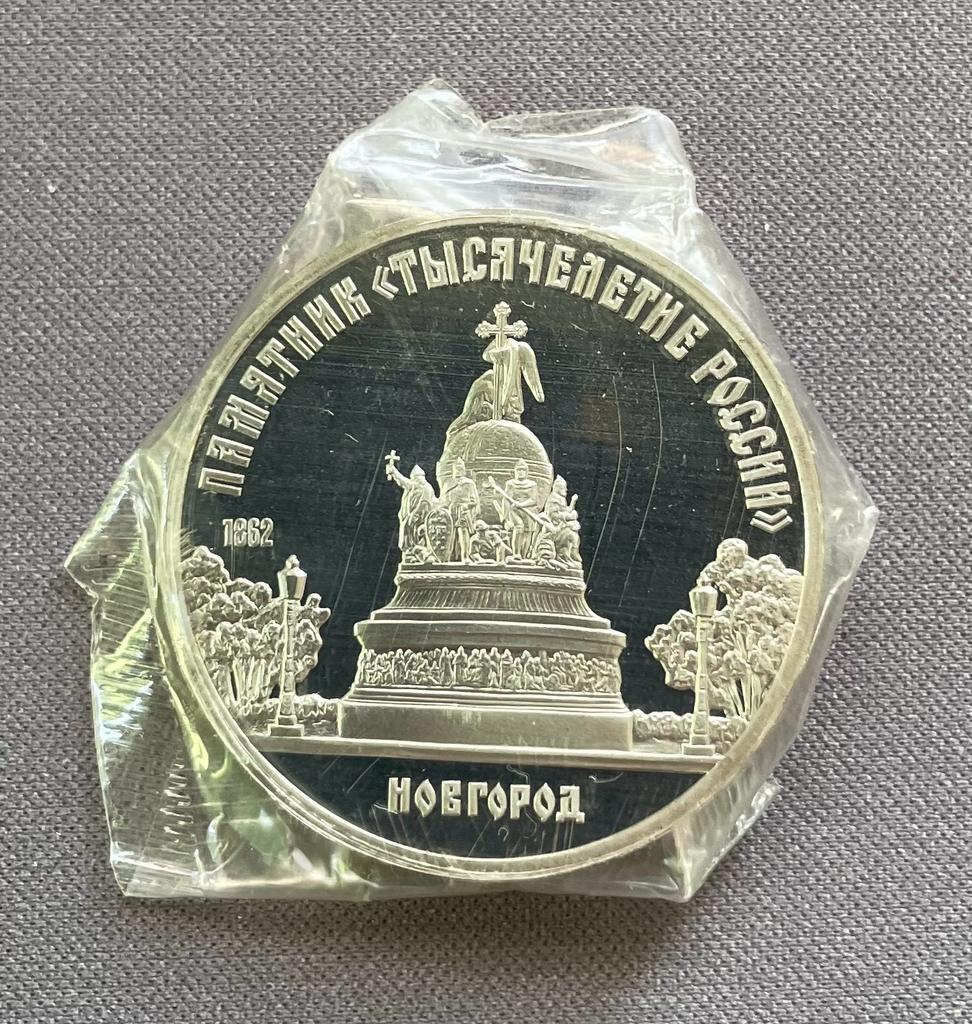 ПАМЯТНИК «ТЫСЯЧЕЛЕТИЕ РОССИИ»
1862
НОВГОРОД